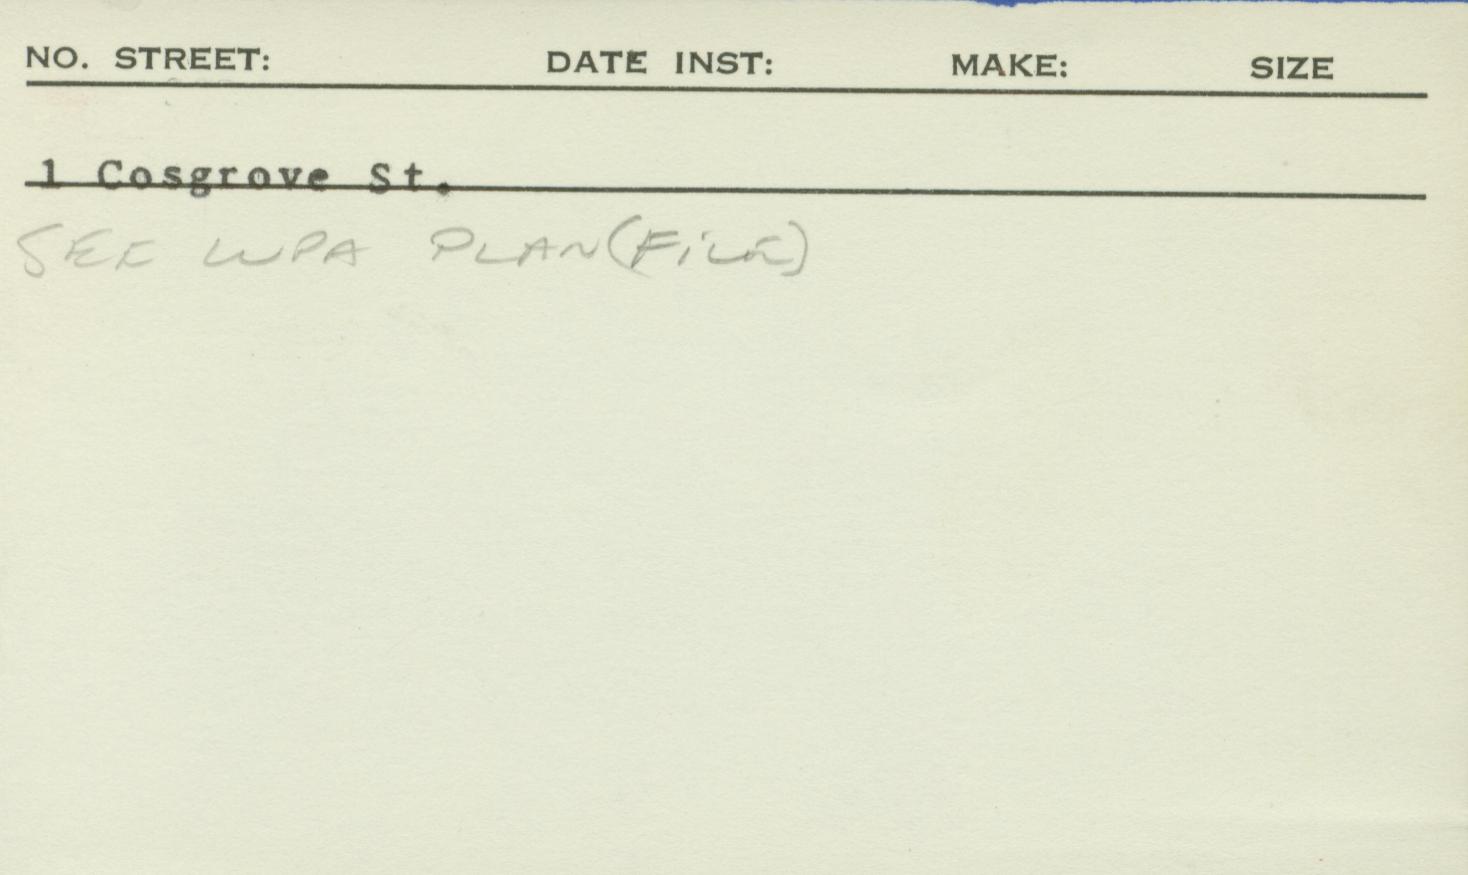 NO. STREET: DATE INST: MAKE: SIZE
1 Cosgrove St.
SEE WPA PLAN (FILE)